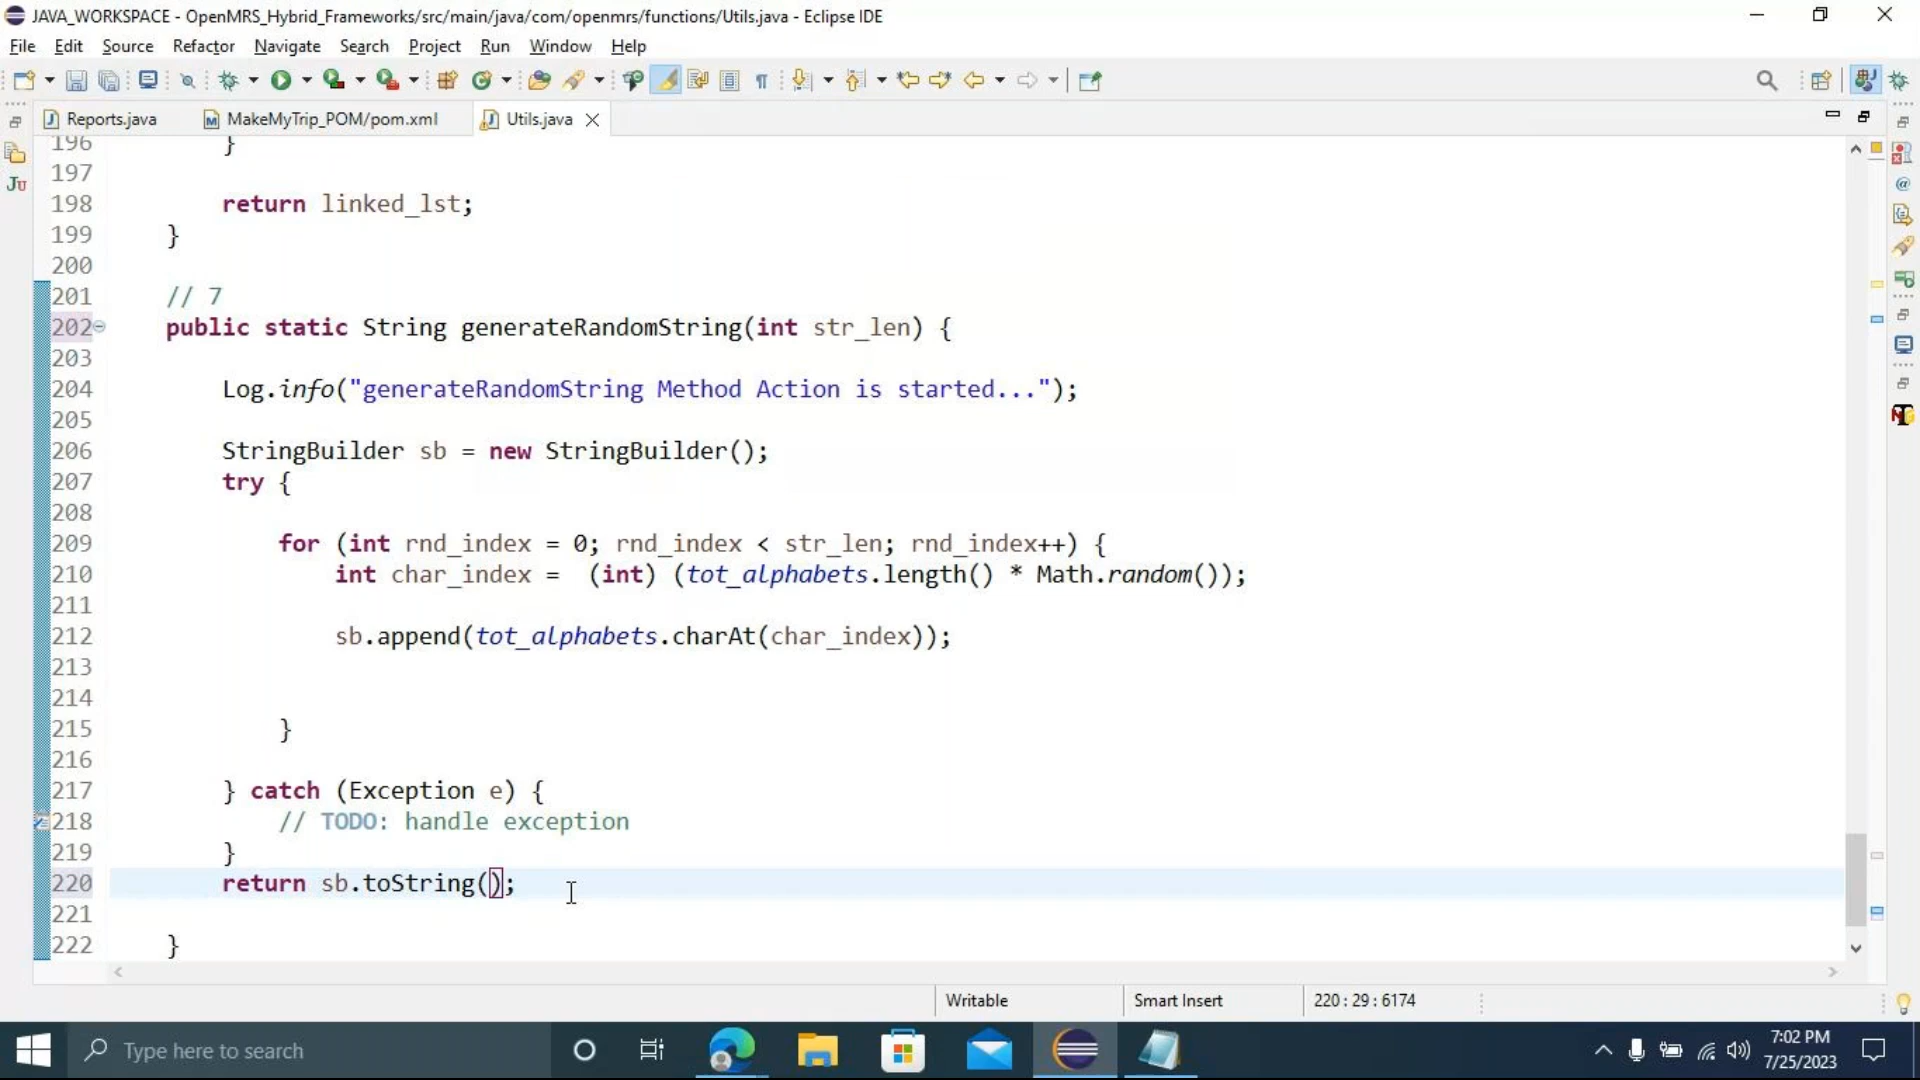 JAVA_WORKSPACE - OpenMRS_Hybrid_Frameworks/src/main/java/com/openmrs/functions/Utils.java - Eclipse IDE
File Edit Source Refactor Navigate Search Project Run Window Help
Reports.java MakeMyTrip_POM/pom.xml Utils.java
196 }
197
198 return linked_lst;
199 }
200
201 // 7
202 public static String generateRandomString(int str_len) {
203
204 Log.info("generateRandomString Method Action is started...");
205
206 StringBuilder sb = new StringBuilder();
207 try {
208
209 for (int rnd_index = 0; rnd_index < str_len; rnd_index++) {
210 int char_index =  (int) (tot_alphabets.length() * Math.random());
211
212 sb.append(tot_alphabets.charAt(char_index));
213
214
215 }
216
217 } catch (Exception e) {
218 // TODO: handle exception
219 }
220 return sb.toString();
221
222 }
Writable Smart Insert 220 : 29 : 6174
Type here to search
7:02 PM
7/25/2023